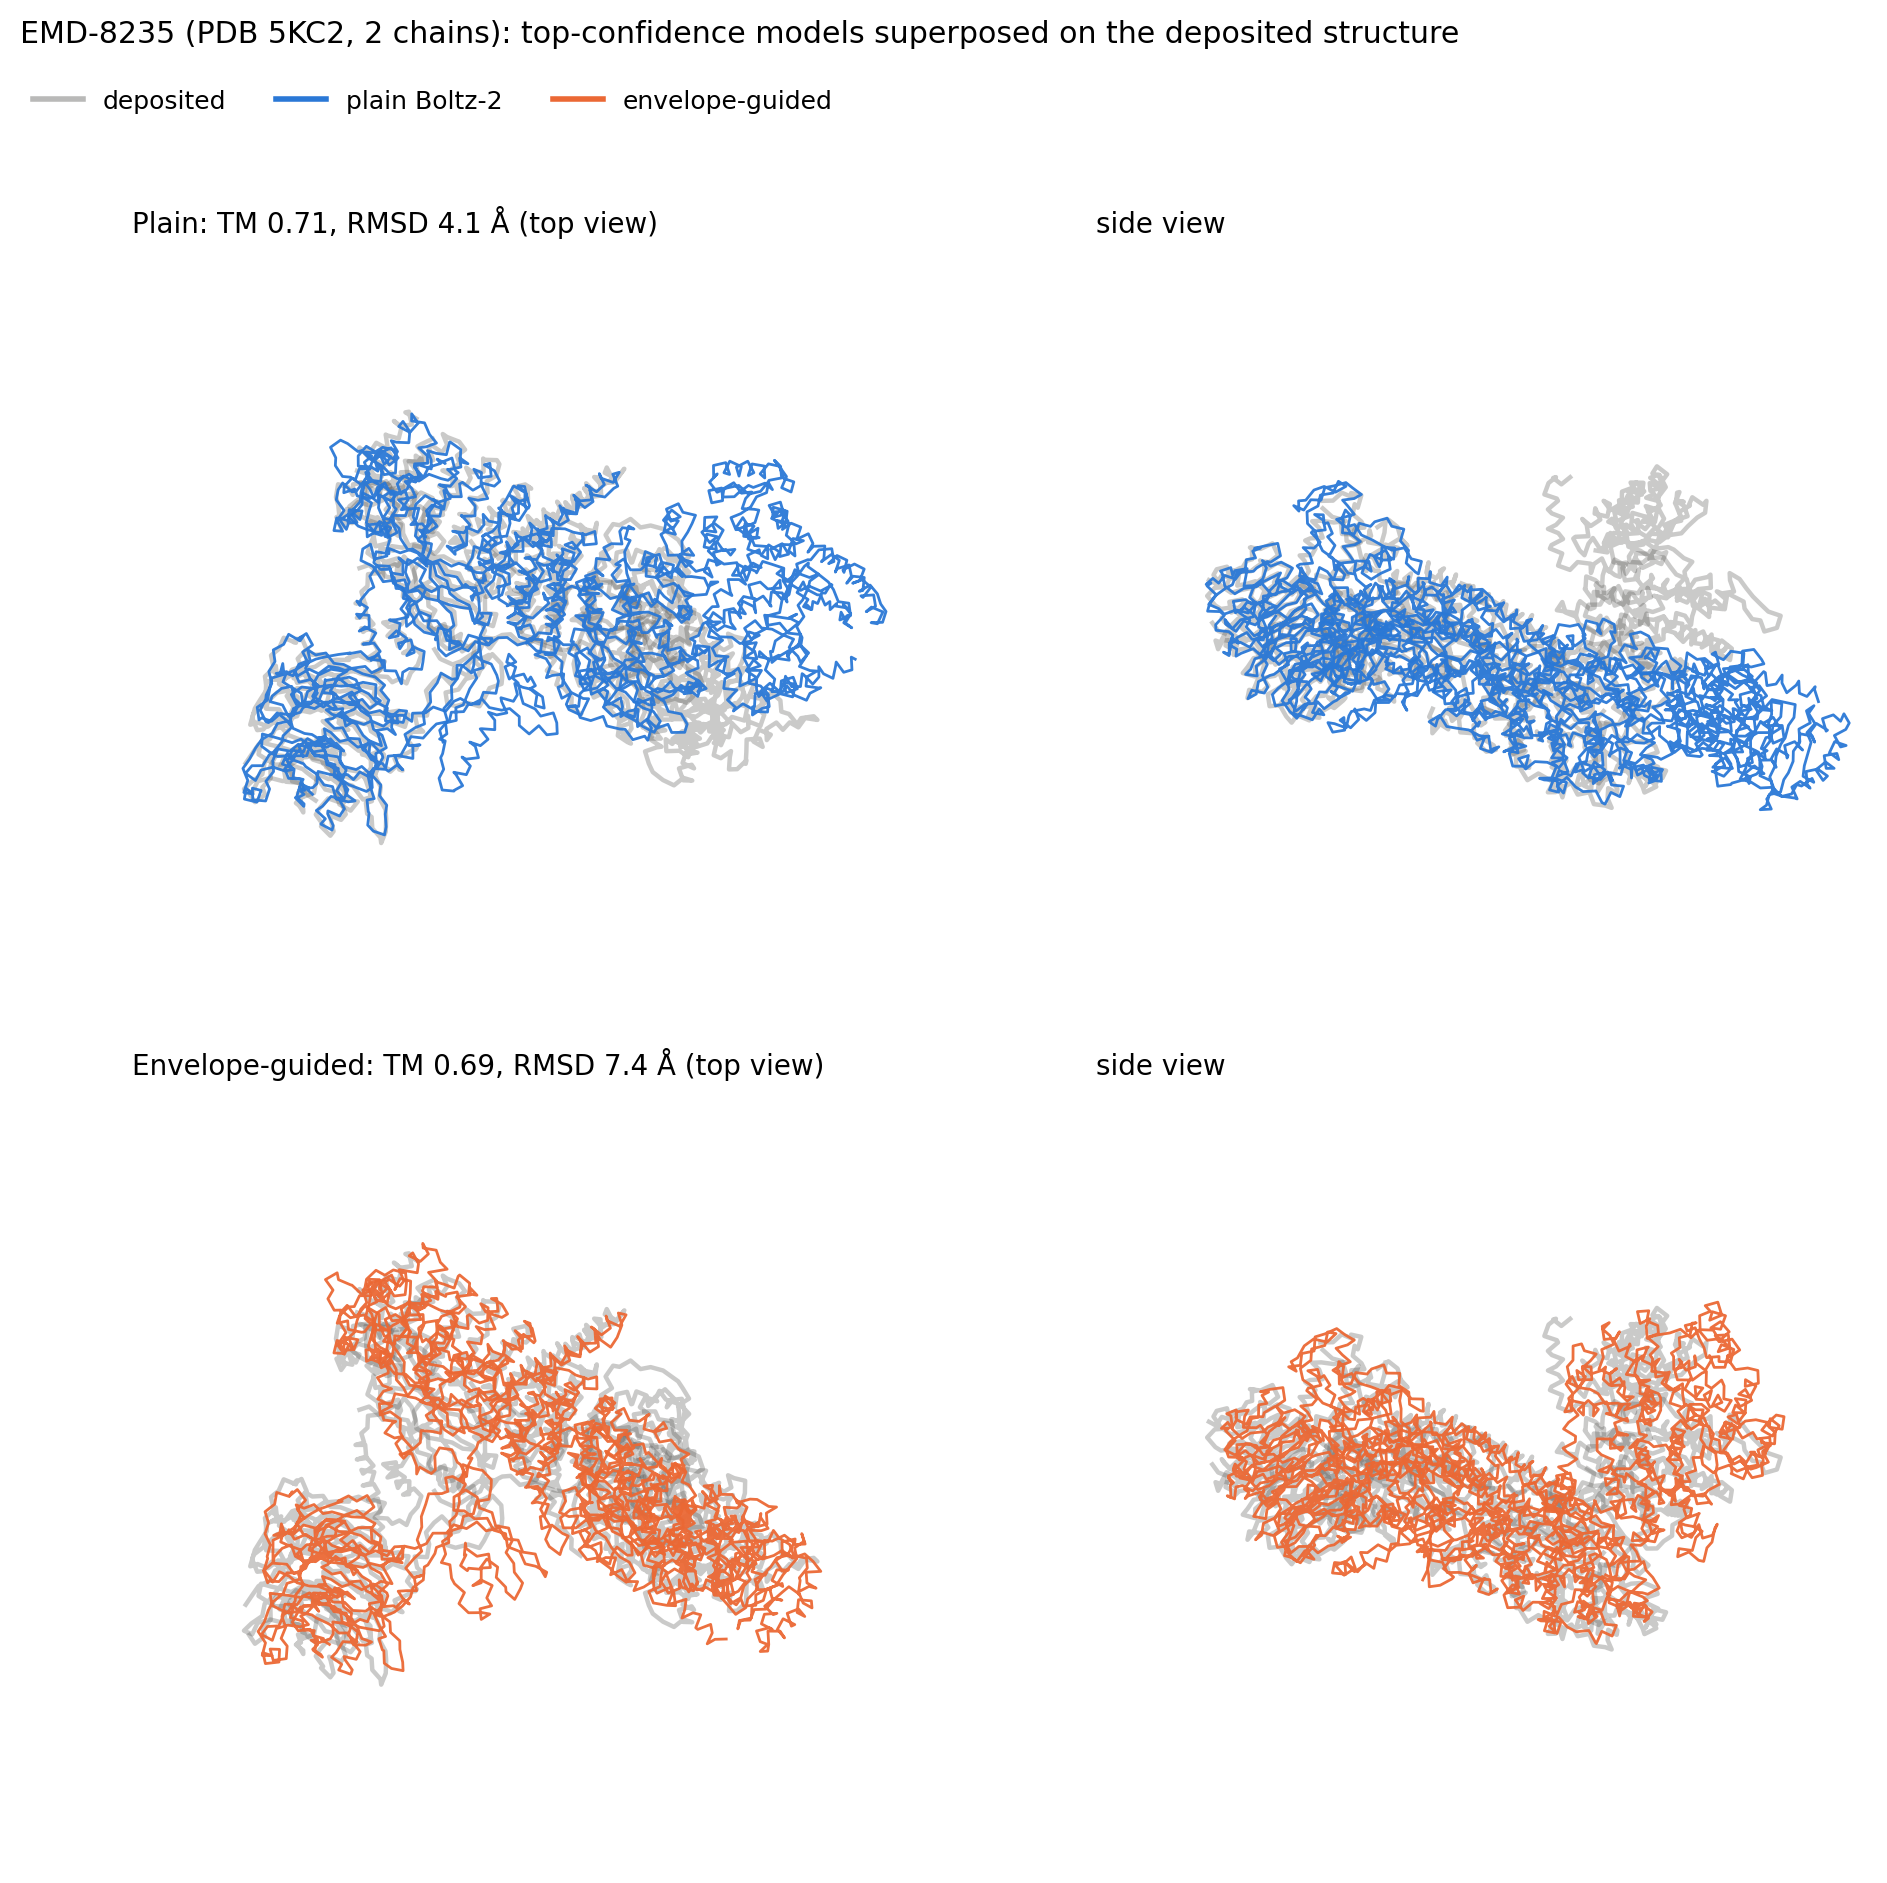 EMD-8235 (PDB 5KC2, 2 chains): top-confidence models superposed on the deposited structure
deposited
plain Boltz-2
envelope-guided
Plain: TM 0.71, RMSD 4.1 Å (top view)
side view
Envelope-guided: TM 0.69, RMSD 7.4 Å (top view)
side view